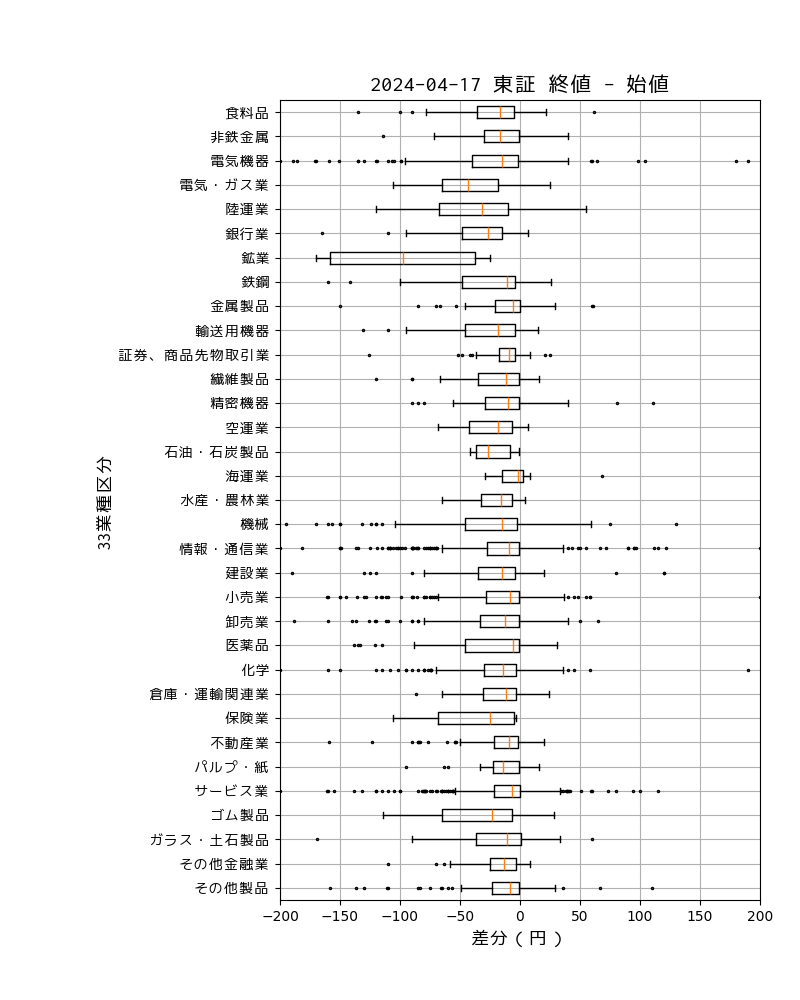 2024-04-17 東証 終値 - 始値
食料品
非鉄金属
電気機器
電気・ガス業
陸運業
銀行業
鉱業
鉄鋼
金属製品
輸送用機器
証券、商品先物取引業
繊維製品
精密機器
空運業
石油・石炭製品
海運業
水産・農林業
機械
情報・通信業
建設業
小売業
卸売業
医薬品
化学
倉庫・運輸関連業
保険業
不動産業
パルプ・紙
サービス業
ゴム製品
ガラス・土石製品
その他金融業
その他製品
33業種区分
−200 −150 −100 −50 0 50 100 150 200
差分(円)